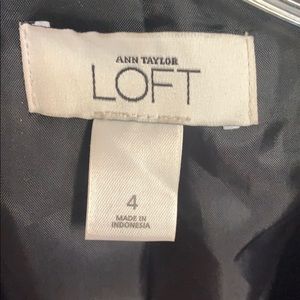 ANN TAYLOR
LOFT
4
MADE IN
INDONESIA